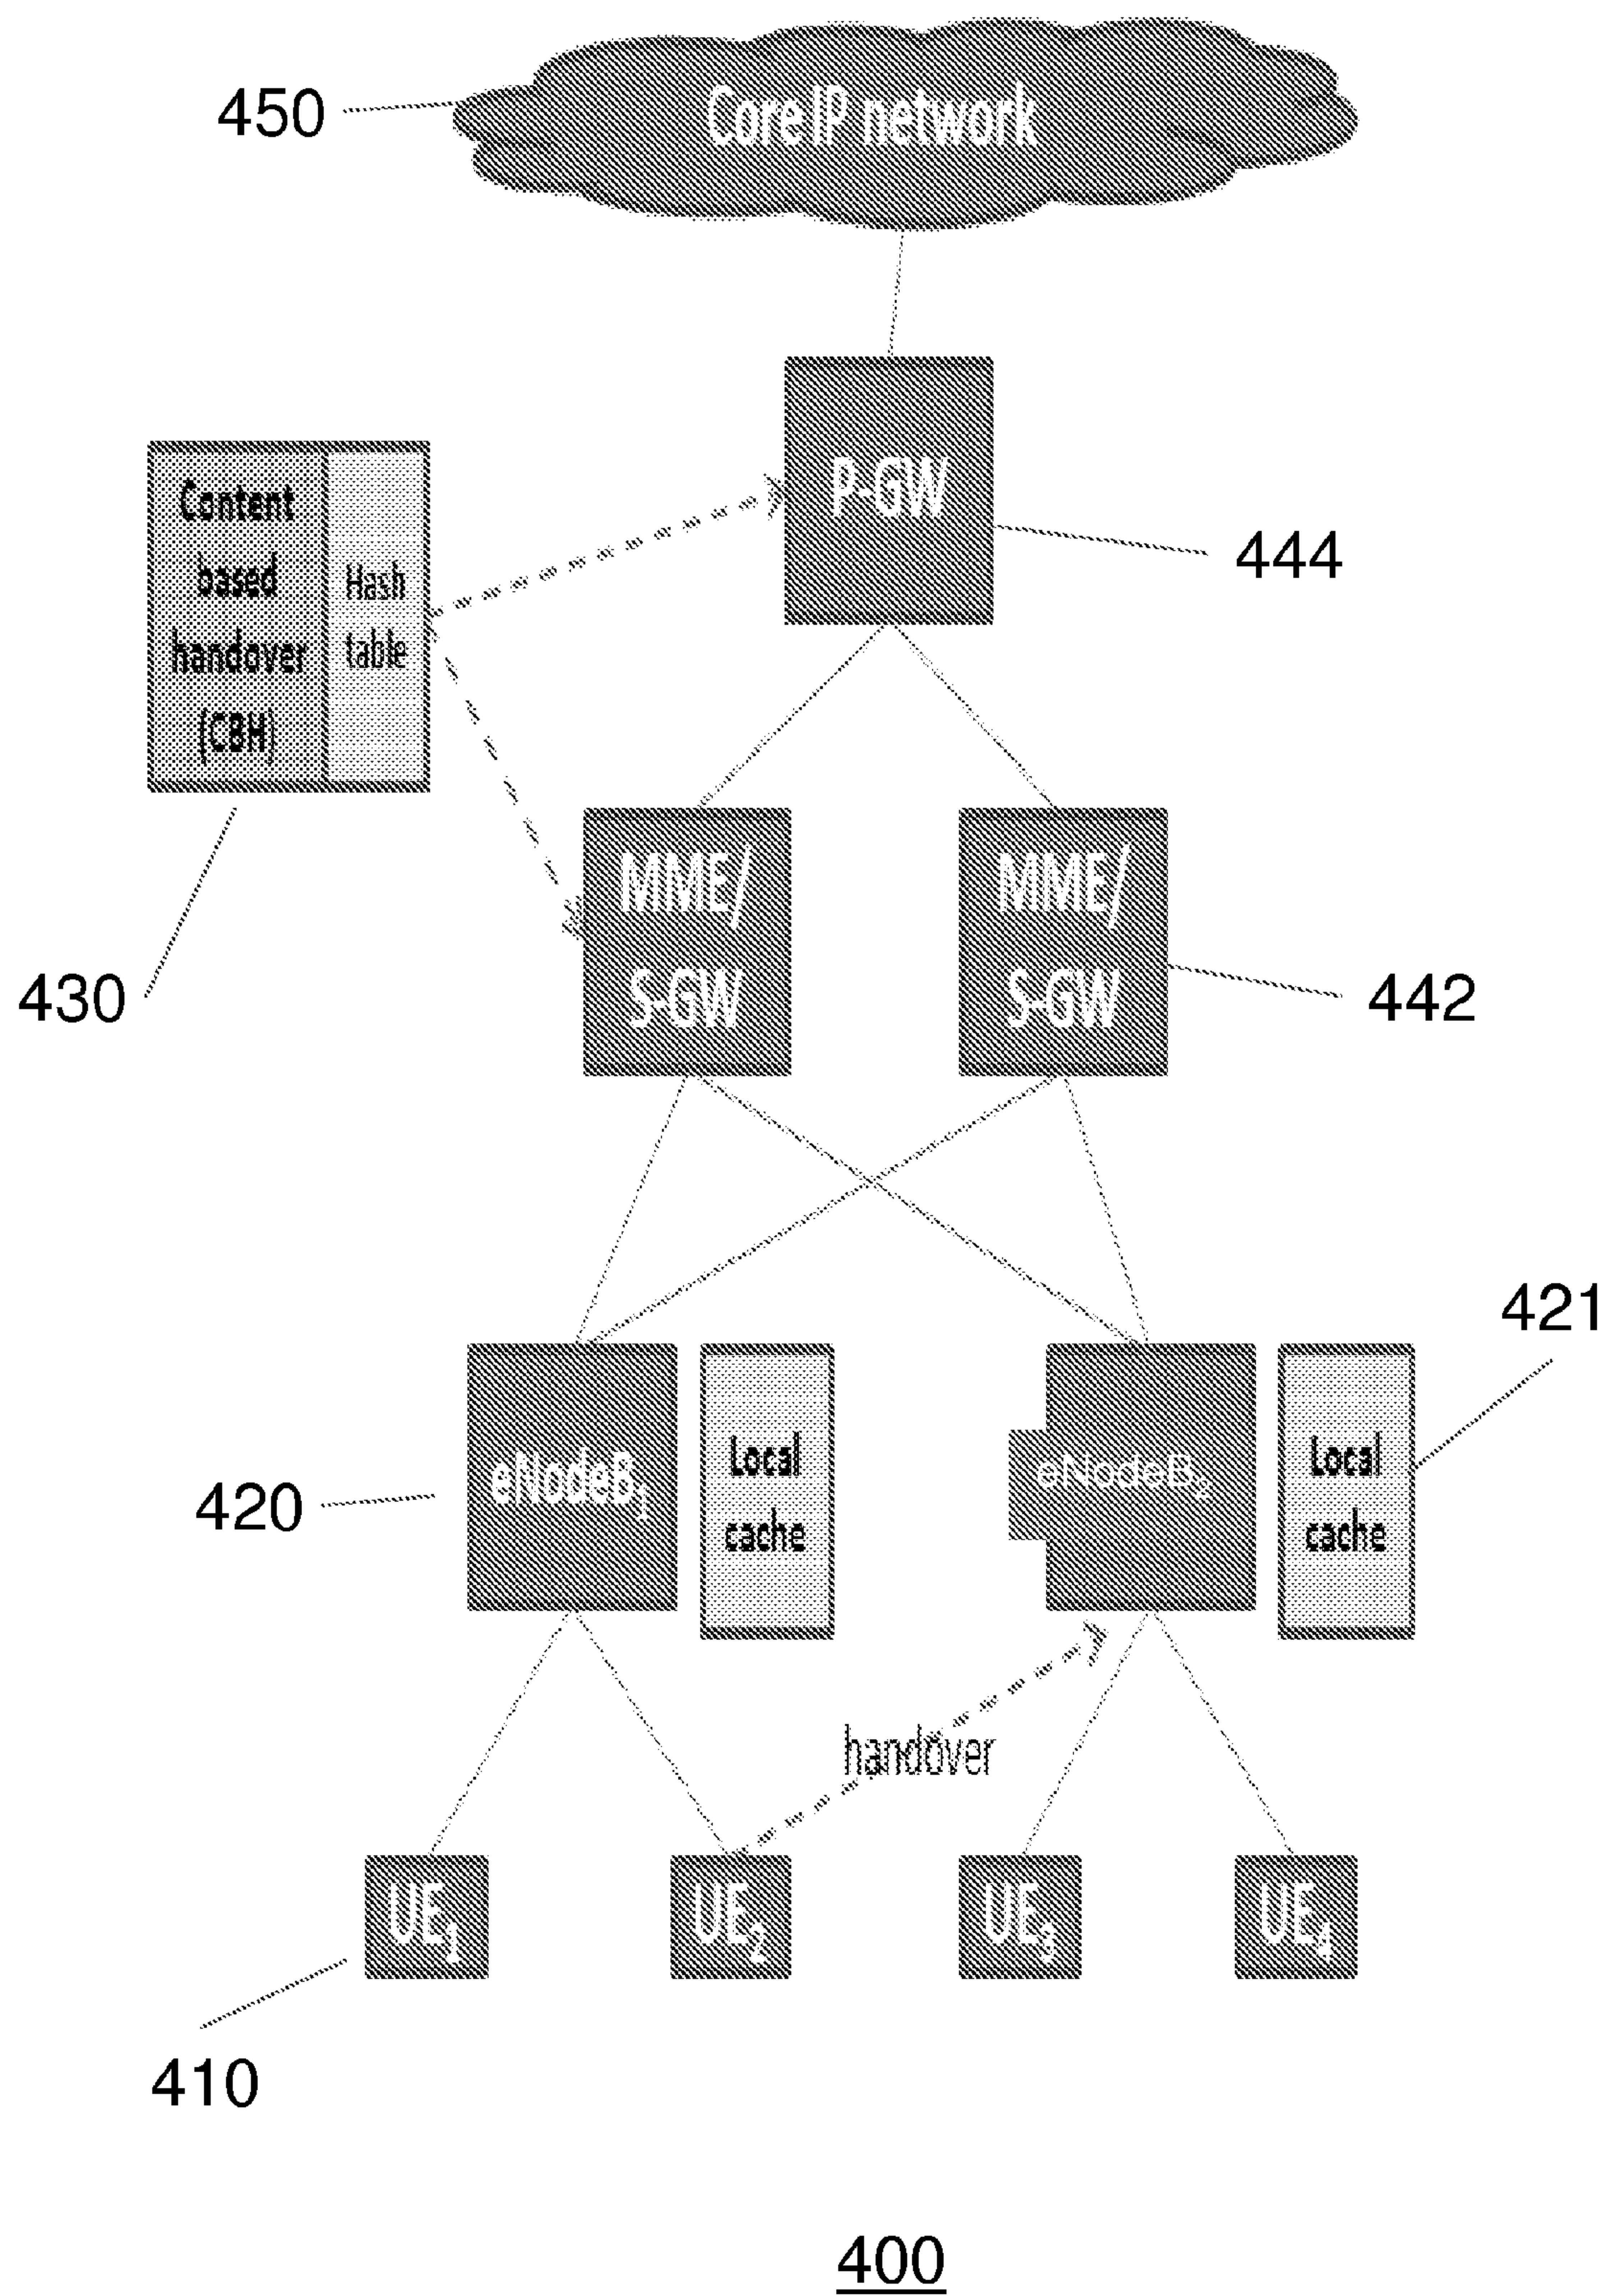 450
Core IP network
P-GW
444
Content
based
handover
(CBH)
Hash
table
430
MME/
S-GW
MME/
S-GW
442
421
420
eNodeB1
Local
cache
eNodeB2
Local
cache
handover
UE1
UE2
UE3
UE4
410
400